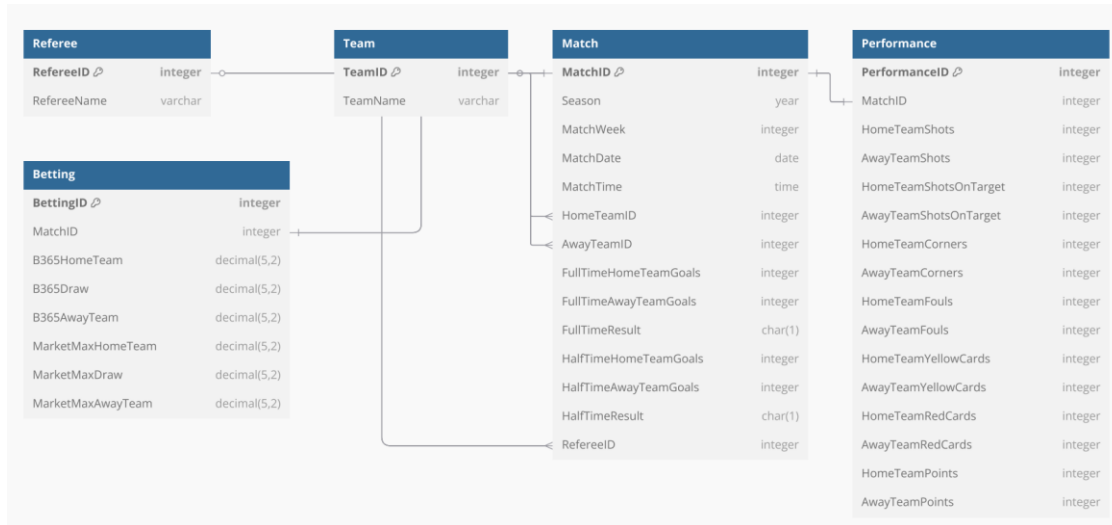 Referee
RefereeID integer
RefereeName varchar
Team
TeamID integer
TeamName varchar
Match
MatchID integer
Season year
MatchWeek integer
MatchDate date
MatchTime time
HomeTeamID integer
AwayTeamID integer
FullTimeHomeTeamGoals integer
FullTimeAwayTeamGoals integer
FullTimeResult char(1)
HalfTimeHomeTeamGoals integer
HalfTimeAwayTeamGoals integer
HalfTimeResult char(1)
RefereeID integer
Performance
PerformanceID integer
MatchID integer
HomeTeamShots integer
AwayTeamShots integer
HomeTeamShotsOnTarget integer
AwayTeamShotsOnTarget integer
HomeTeamCorners integer
AwayTeamCorners integer
HomeTeamFouls integer
AwayTeamFouls integer
HomeTeamYellowCards integer
AwayTeamYellowCards integer
HomeTeamRedCards integer
AwayTeamRedCards integer
HomeTeamPoints integer
AwayTeamPoints integer
Betting
BettingID integer
MatchID integer
B365HomeTeam decimal(5,2)
B365Draw decimal(5,2)
B365AwayTeam decimal(5,2)
MarketMaxHomeTeam decimal(5,2)
MarketMaxDraw decimal(5,2)
MarketMaxAwayTeam decimal(5,2)